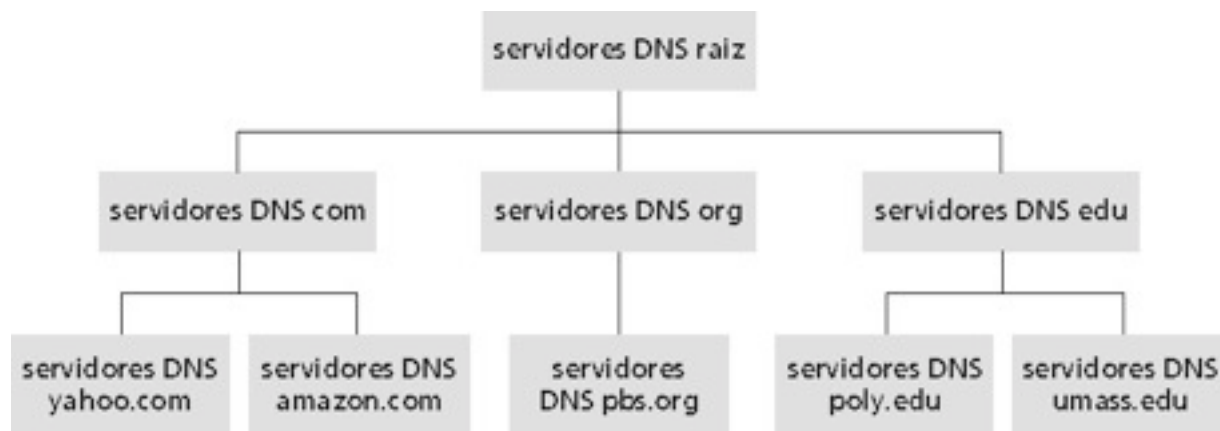 servidores DNS raiz
servidores DNS com
servidores DNS org
servidores DNS edu
servidores DNS
yahoo.com
servidores DNS
amazon.com
servidores
DNS pbs.org
servidores DNS
poly.edu
servidores DNS
umass.edu